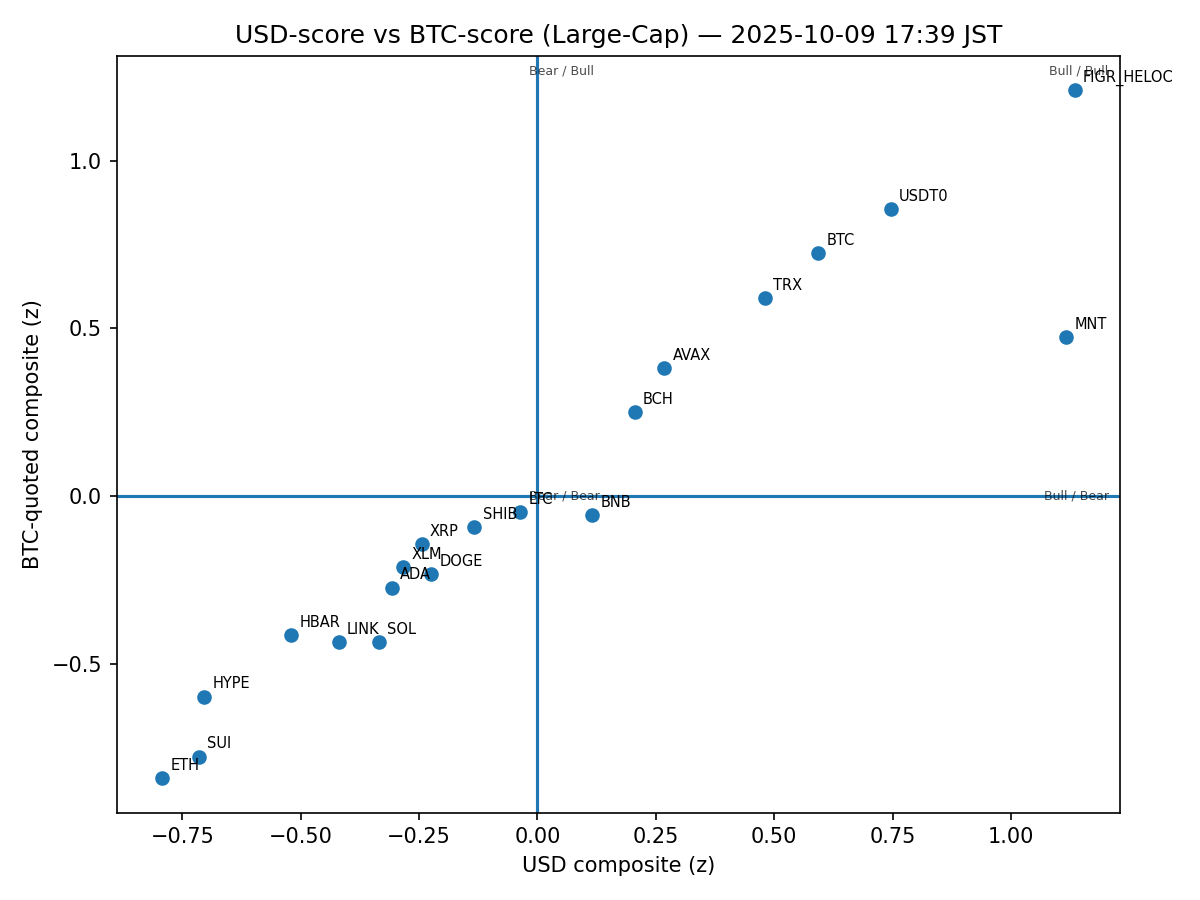 USD-score vs BTC-score (Large-Cap) — 2025-10-09 17:39 JST
Bear / Bull
Bull / Bull
FIGR_HELOC
1.0
USDT0
BTC
TRX
MNT
0.5
AVAX
BCH
0.0
Bear / Bear
Bull / Bear
LTC
BNB
SHIB
XRP
XLM
DOGE
ADA
HBAR
LINK
SOL
−0.5
HYPE
SUI
ETH
BTC-quoted composite (z)
−0.75
−0.50
−0.25
0.00
0.25
0.50
0.75
1.00
USD composite (z)